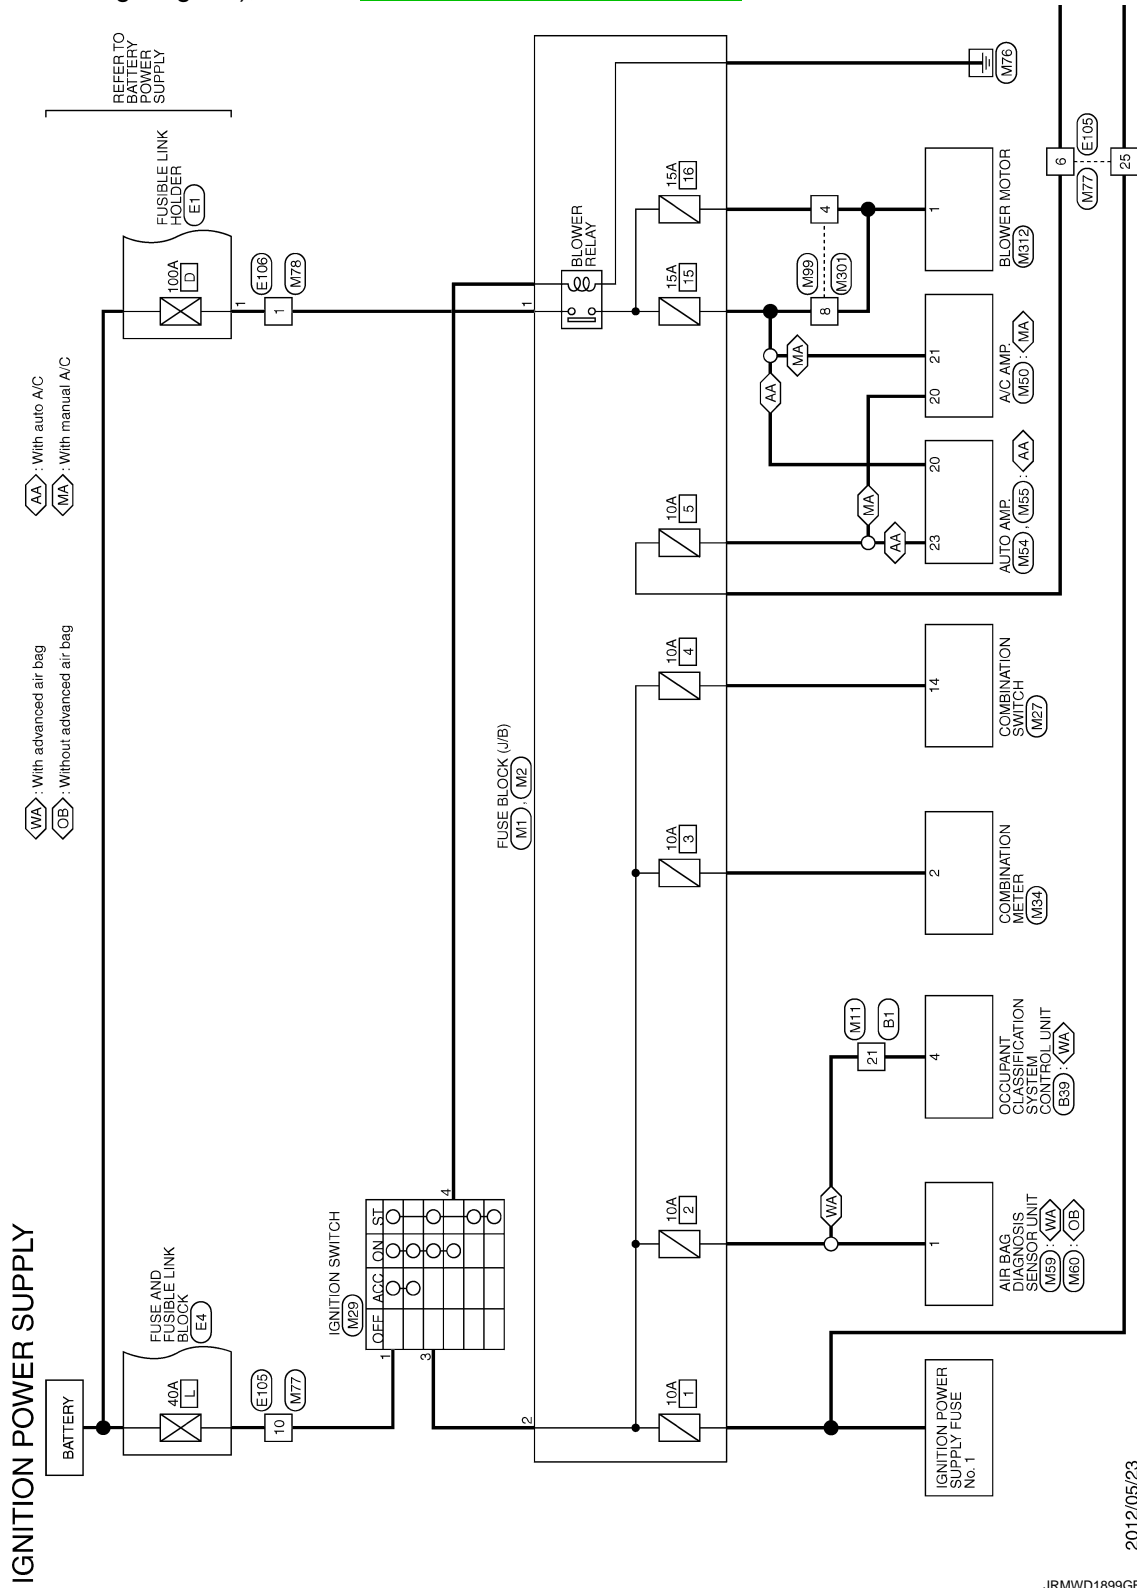 IGNITION POWER SUPPLY
BATTERY
REFER TO
BATTERY
POWER
SUPPLY
WA : With advanced air bag
OB : Without advanced air bag
AA : With auto A/C
MA : With manual A/C
FUSE AND
FUSIBLE LINK
BLOCK
E4
40A
L
FUSIBLE LINK
HOLDER
E1
100A
D
1
10
E105
M77
1
E106
M78
IGNITION SWITCH
M29
OFF
ACC
ON
ST
1
3
4
FUSE BLOCK (J/B)
M1 , M2
2
1
BLOWER
RELAY
10A
1
10A
2
10A
3
10A
4
10A
5
15A
15
15A
16
WA
21
M11
B1
MA
AA
AA
MA
8
4
M99
M301
M76
IGNITION POWER
SUPPLY FUSE
No. 1
1
AIR BAG
DIAGNOSIS
SENSOR UNIT
M59 : WA
M60 : OB
4
OCCUPANT
CLASSIFICATION
SYSTEM
CONTROL UNIT
B39 : WA
2
COMBINATION
METER
M34
14
COMBINATION
SWITCH
M27
23
20
AUTO AMP.
M54 , M55 : AA
20
21
A/C AMP.
M50 : MA
1
BLOWER MOTOR
M312
6
25
M77
E105
2012/05/23